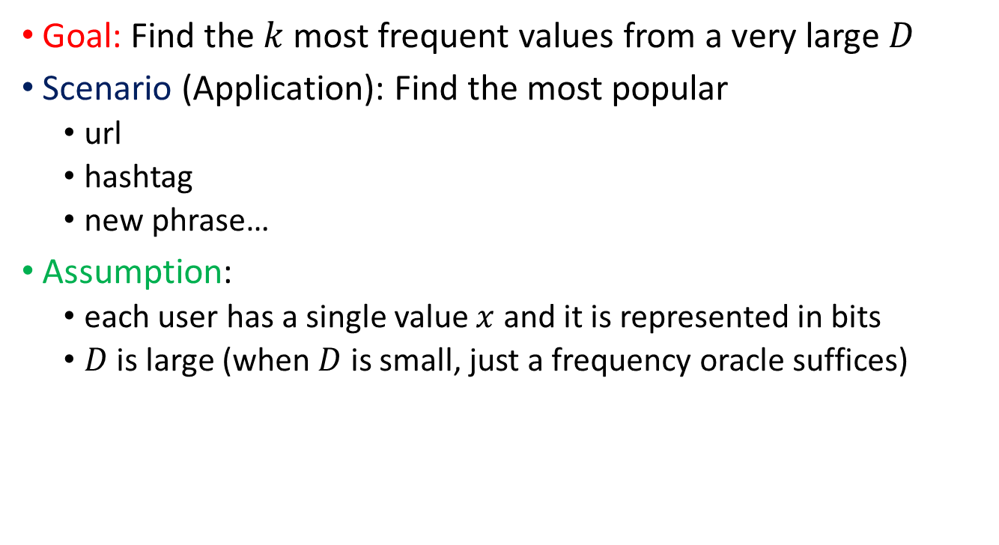 • Goal: Find the k most frequent values from a very large D
• Scenario (Application): Find the most popular
• url
• hashtag
• new phrase…
• Assumption:
• each user has a single value x and it is represented in bits
• D is large (when D is small, just a frequency oracle suffices)